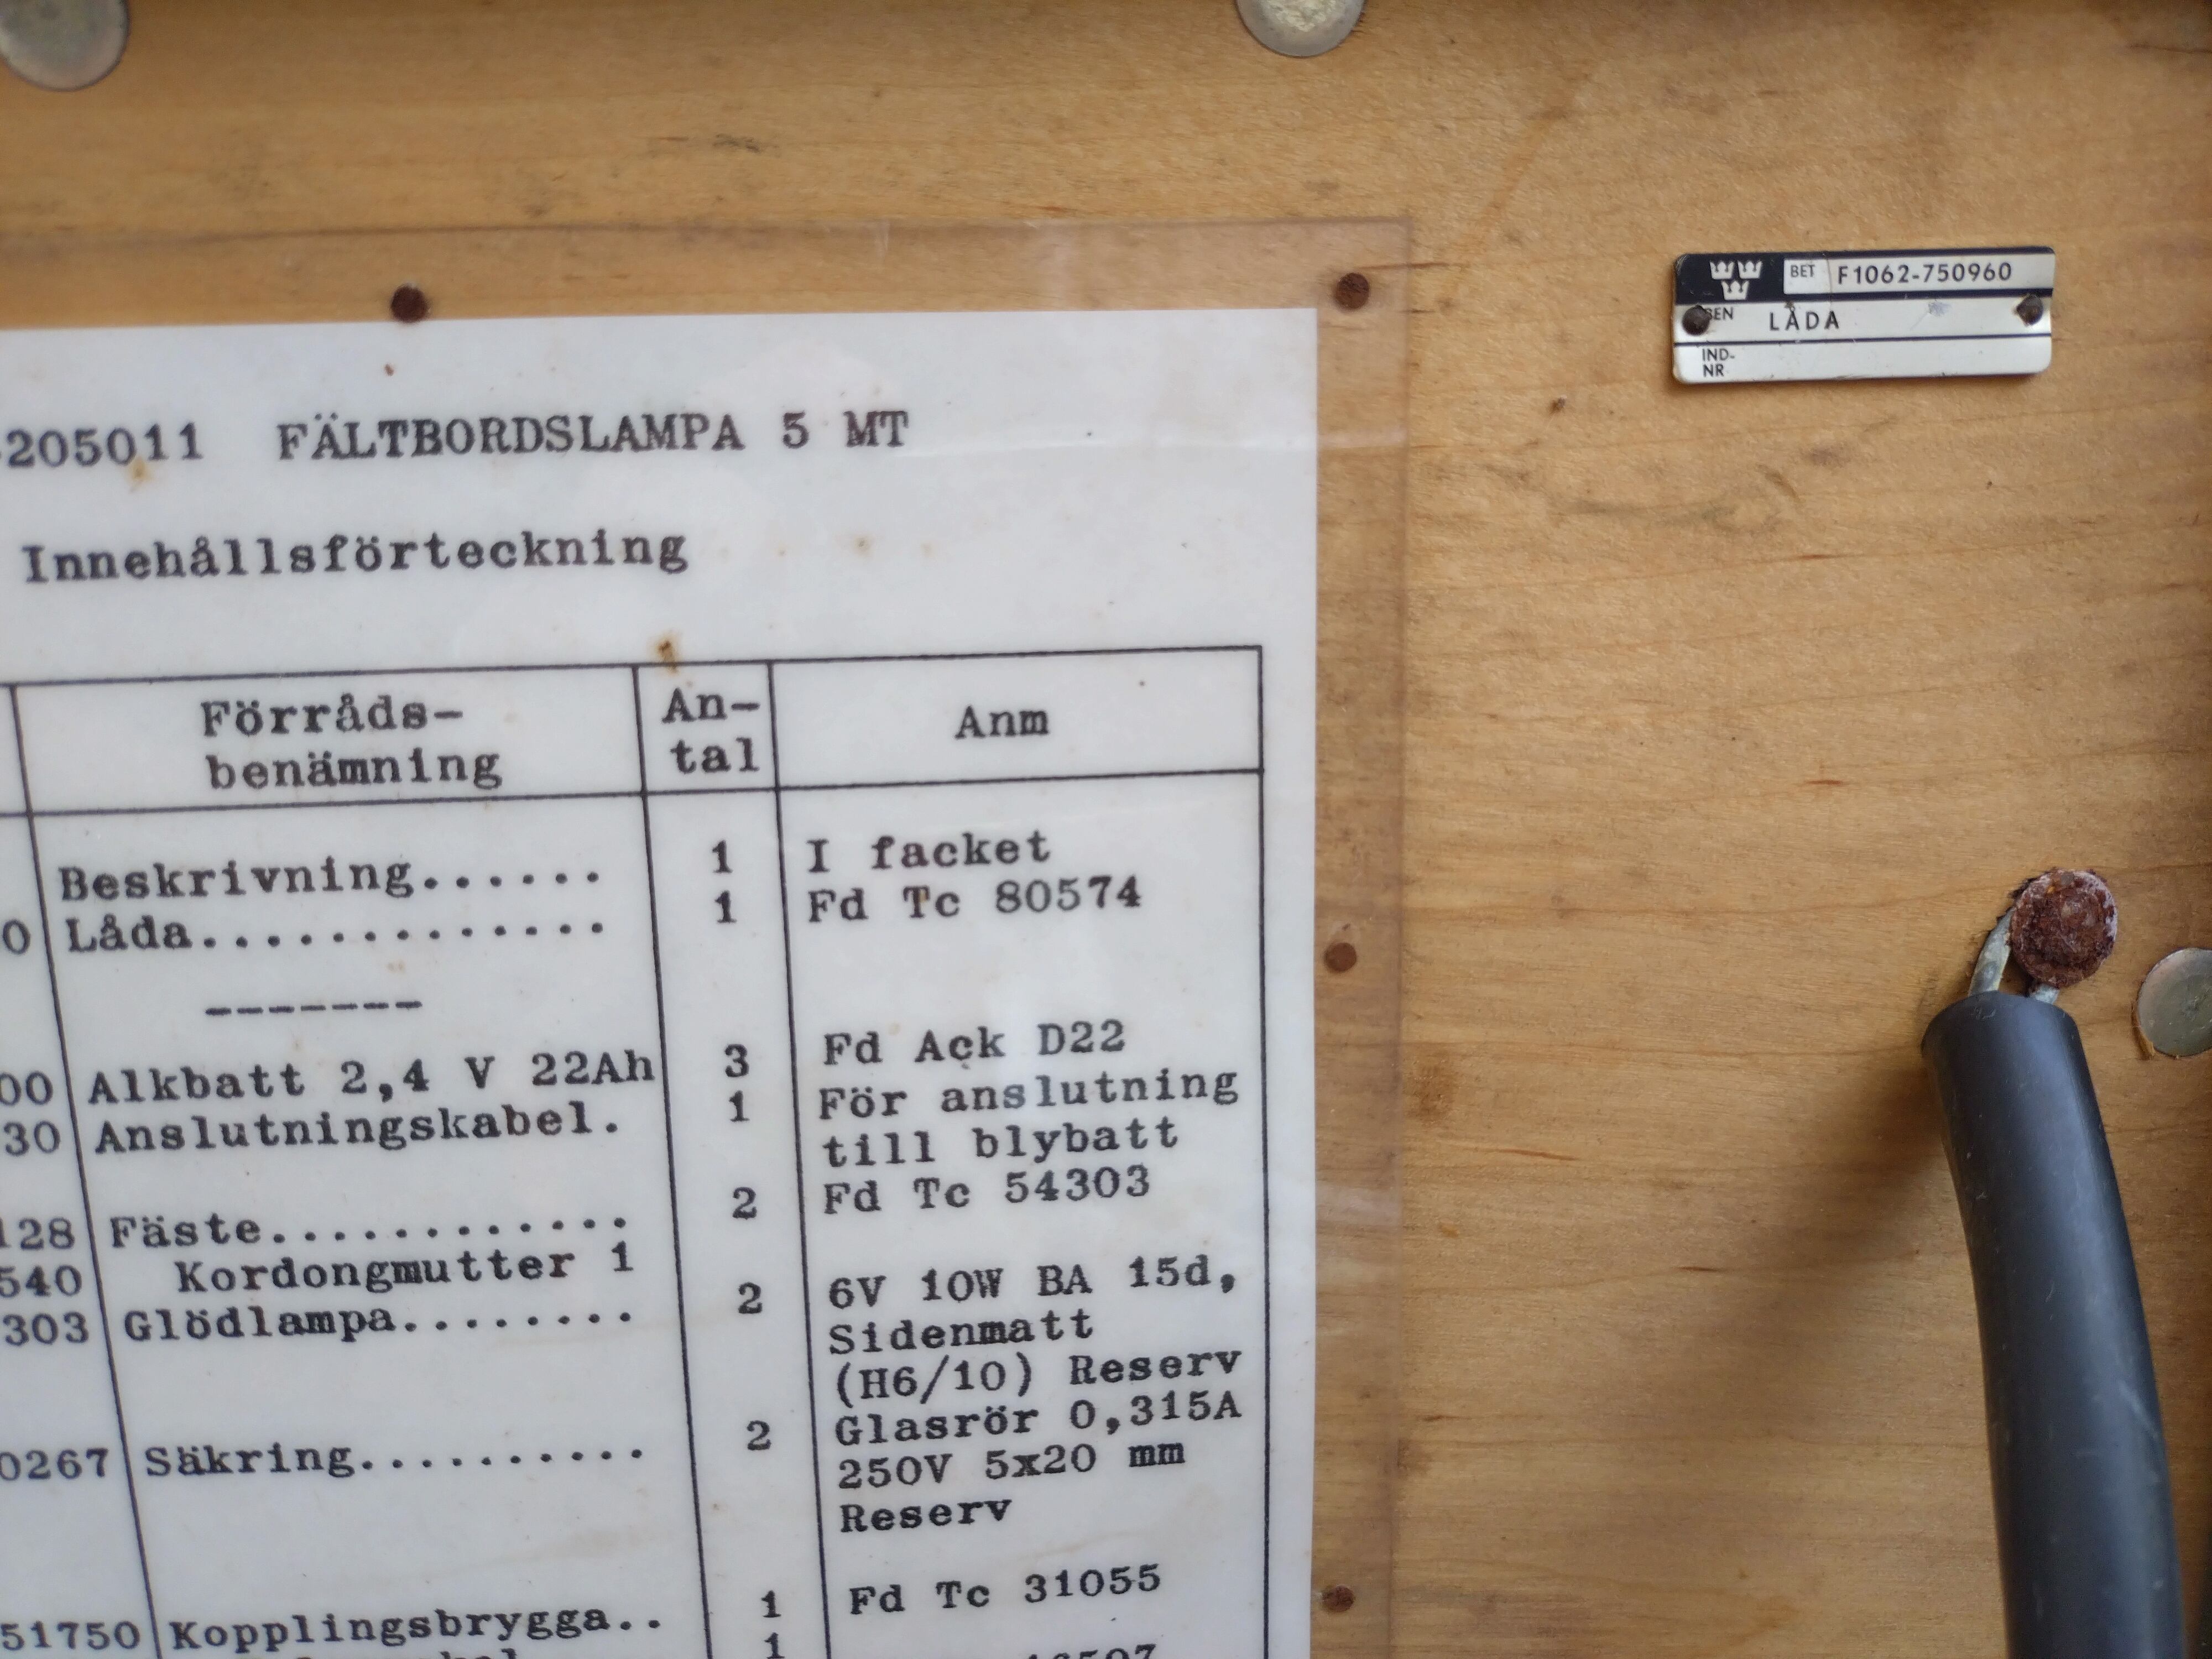 BET F1062-750960
BEN LÅDA
IND-
NR
205011 FÄLTBORDSLAMPA 5 MT
Innehållsförteckning
Förråds- An- Anm
benämning tal
Beskrivning...... 1 I facket
0 Låda............. 1 Fd Tc 80574
-------
00 Alkbatt 2,4 V 22Ah 3 Fd Ack D22
30 Anslutningskabel. 1 För anslutning
till blybatt
128 Fäste............ 2 Fd Tc 54303
540 Kordongmutter 1
303 Glödlampa........ 2 6V 10W BA 15d,
Sidenmatt
(H6/10) Reserv
0267 Säkring.......... 2 Glasrör 0,315A
250V 5x20 mm
Reserv
51750 Kopplingsbrygga.. 1 Fd Tc 31055
1